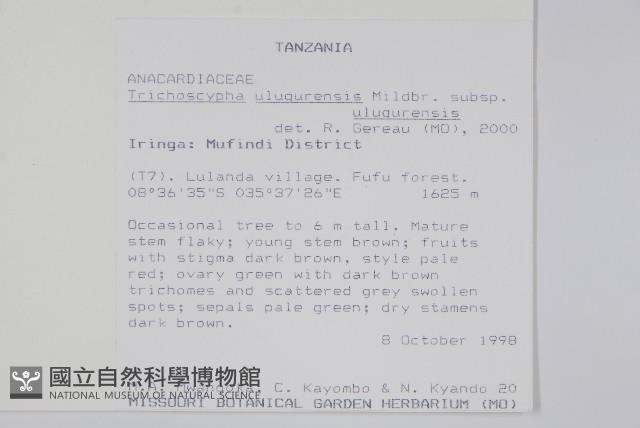 TANZANIA
ANACARDIACEAE
Trichoscypha ulugurensis Mildbr. subsp.
ulugurensis
det. R. Gereau (MO), 2000
Iringa: Mufindi District
(T7). Lulanda village. Fufu forest.
08°36'35"S 035°37'26"E 1625 m
Occasional tree to 6 m tall. Mature
stem flaky; young stem brown; fruits
with stigma dark brown, style pale
red; ovary green with dark brown
trichomes and scattered grey swollen
spots; sepals pale green; dry stamens
dark brown.
8 October 1998
C. Kayombo & N. Kyando 20
MISSOURI BOTANICAL GARDEN HERBARIUM (MO)
國立自然科學博物館
NATIONAL MUSEUM OF NATURAL SCIENCE